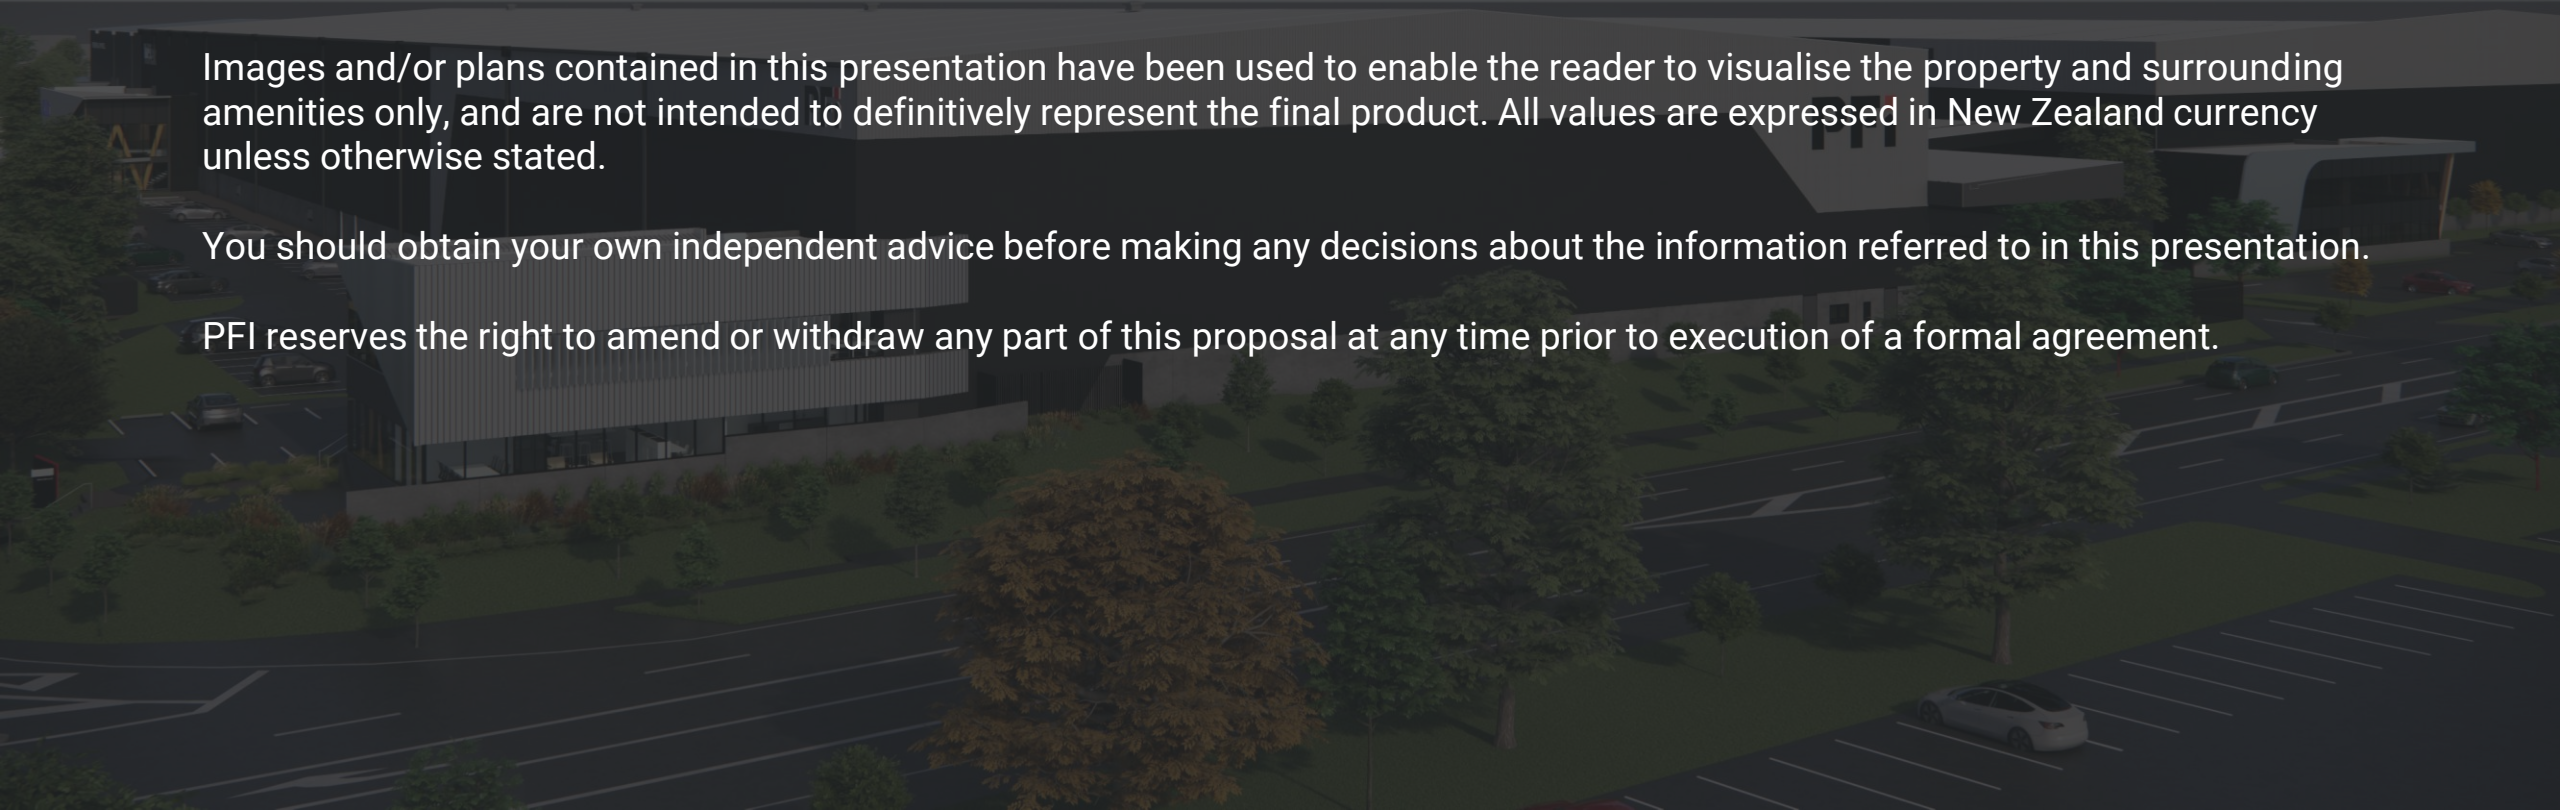 Images and/or plans contained in this presentation have been used to enable the reader to visualise the property and surrounding
amenities only, and are not intended to definitively represent the final product. All values are expressed in New Zealand currency
unless otherwise stated.
You should obtain your own independent advice before making any decisions about the information referred to in this presentation.
PFI reserves the right to amend or withdraw any part of this proposal at any time prior to execution of a formal agreement.
PFI